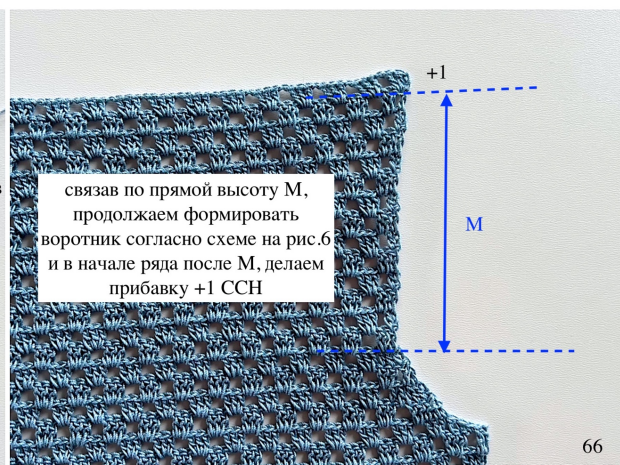 +1
связав по прямой высоту М,
продолжаем формировать
воротник согласно схеме на рис.6
и в начале ряда после М, делаем
прибавку +1 ССН
М
66